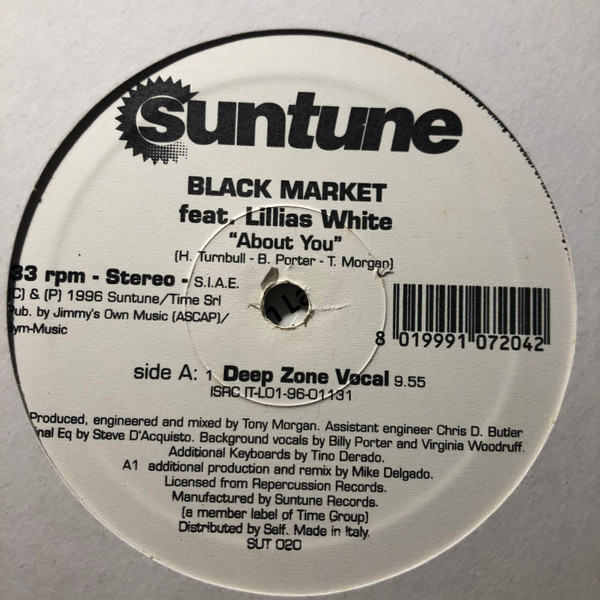 suntune
BLACK MARKET
feat. Lillias White
"About You"
(H. Turnbull - B. Porter - T. Morgan)
33 rpm - Stereo - S.I.A.E.
(C) & (P) 1996 Suntune/Time Srl
Pub. by Jimmy's Own Music (ASCAP)/
ym-Music
8 019991 072042
side A: 1 Deep Zone Vocal 9.55
ISRC IT-L01-96-01131
Produced, engineered and mixed by Tony Morgan. Assistant engineer Chris D. Butler
inal Eq by Steve D'Acquisto. Background vocals by Billy Porter and Virginia Woodruff.
Additional Keyboards by Tino Derado.
A1 additional production and remix by Mike Delgado.
Licensed from Repercussion Records.
Manufactured by Suntune Records.
(a member label of Time Group)
Distributed by Self. Made in Italy.
SUT 020